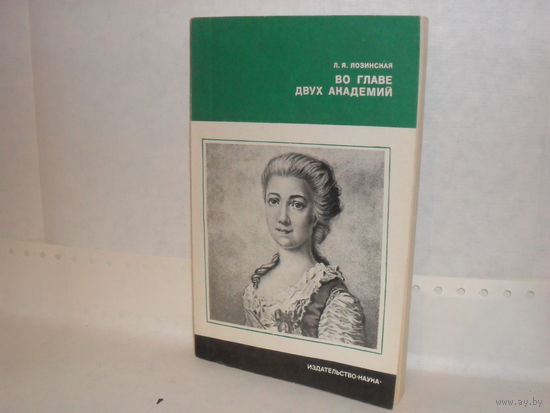 Л. Я. ЛОЗИНСКАЯ
ВО ГЛАВЕ
ДВУХ АКАДЕМИЙ
ИЗДАТЕЛЬСТВО «НАУКА»
www.ay.by